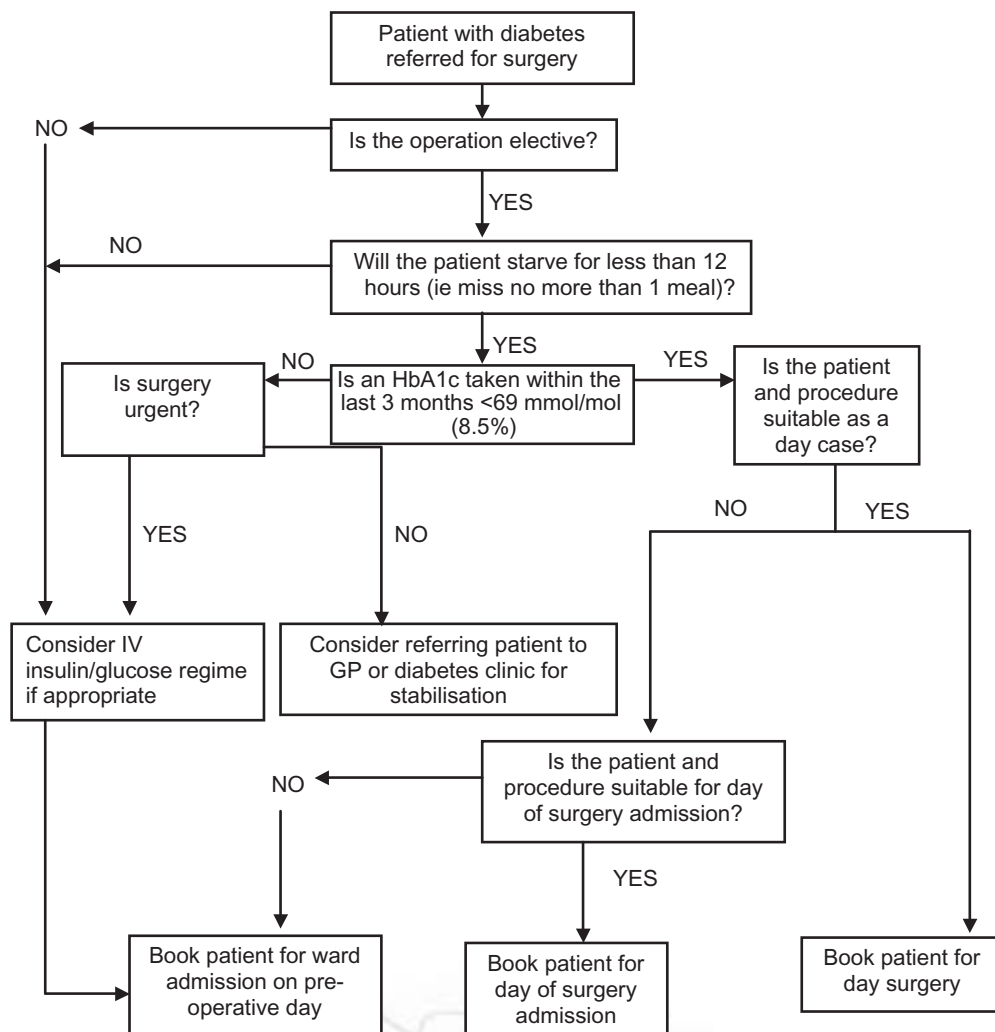 Patient with diabetes
referred for surgery
NO
Is the operation elective?
YES
NO
Will the patient starve for less than 12
hours (ie miss no more than 1 meal)?
YES
NO
YES
Is surgery
urgent?
Is an HbA1c taken within the
last 3 months <69 mmol/mol
(8.5%)
Is the patient
and procedure
suitable as a
day case?
YES
NO
NO
YES
Consider IV
insulin/glucose regime
if appropriate
Consider referring patient to
GP or diabetes clinic for
stabilisation
Is the patient and
procedure suitable for day
of surgery admission?
NO
YES
Book patient for ward
admission on pre-
operative day
Book patient for
day of surgery
admission
Book patient for
day surgery